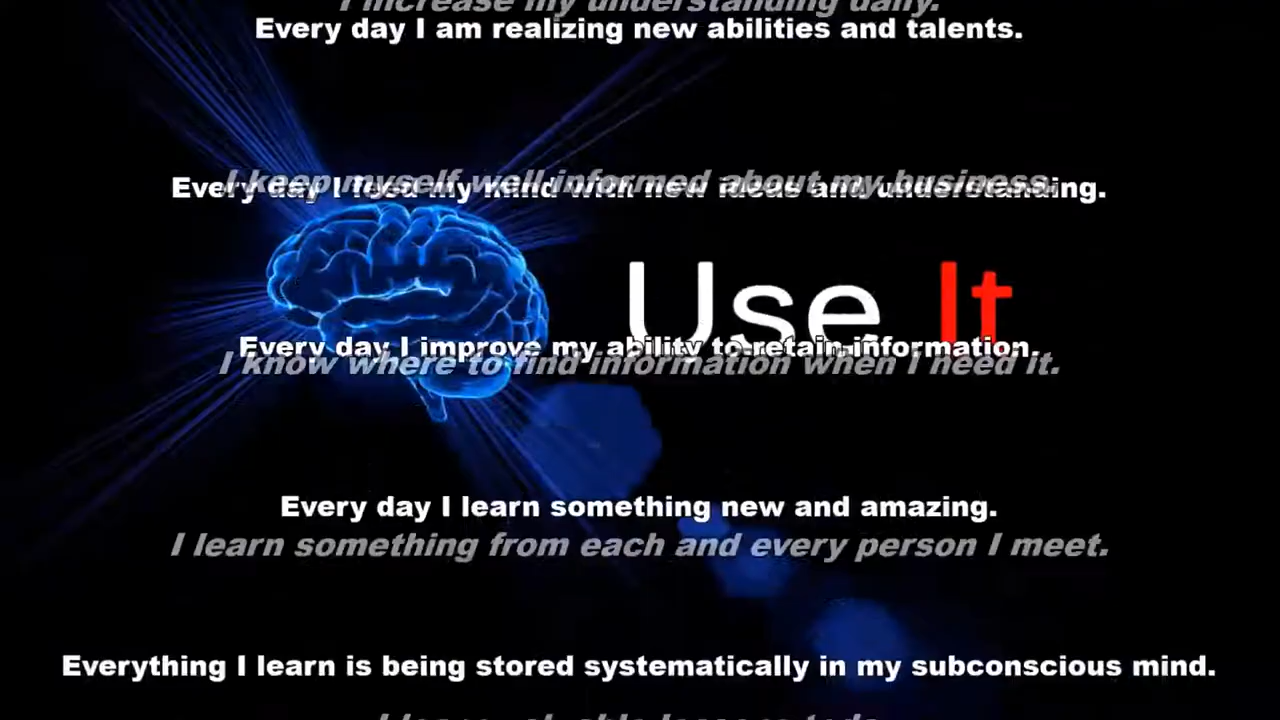 I increase my understanding daily.
Every day I am realizing new abilities and talents.
I keep myself well informed about my business.
Every day I feed my mind with new ideas and understanding.
Use It
Every day I improve my ability to retain information.
I know where to find information when I need it.
Every day I learn something new and amazing.
I learn something from each and every person I meet.
Everything I learn is being stored systematically in my subconscious mind.